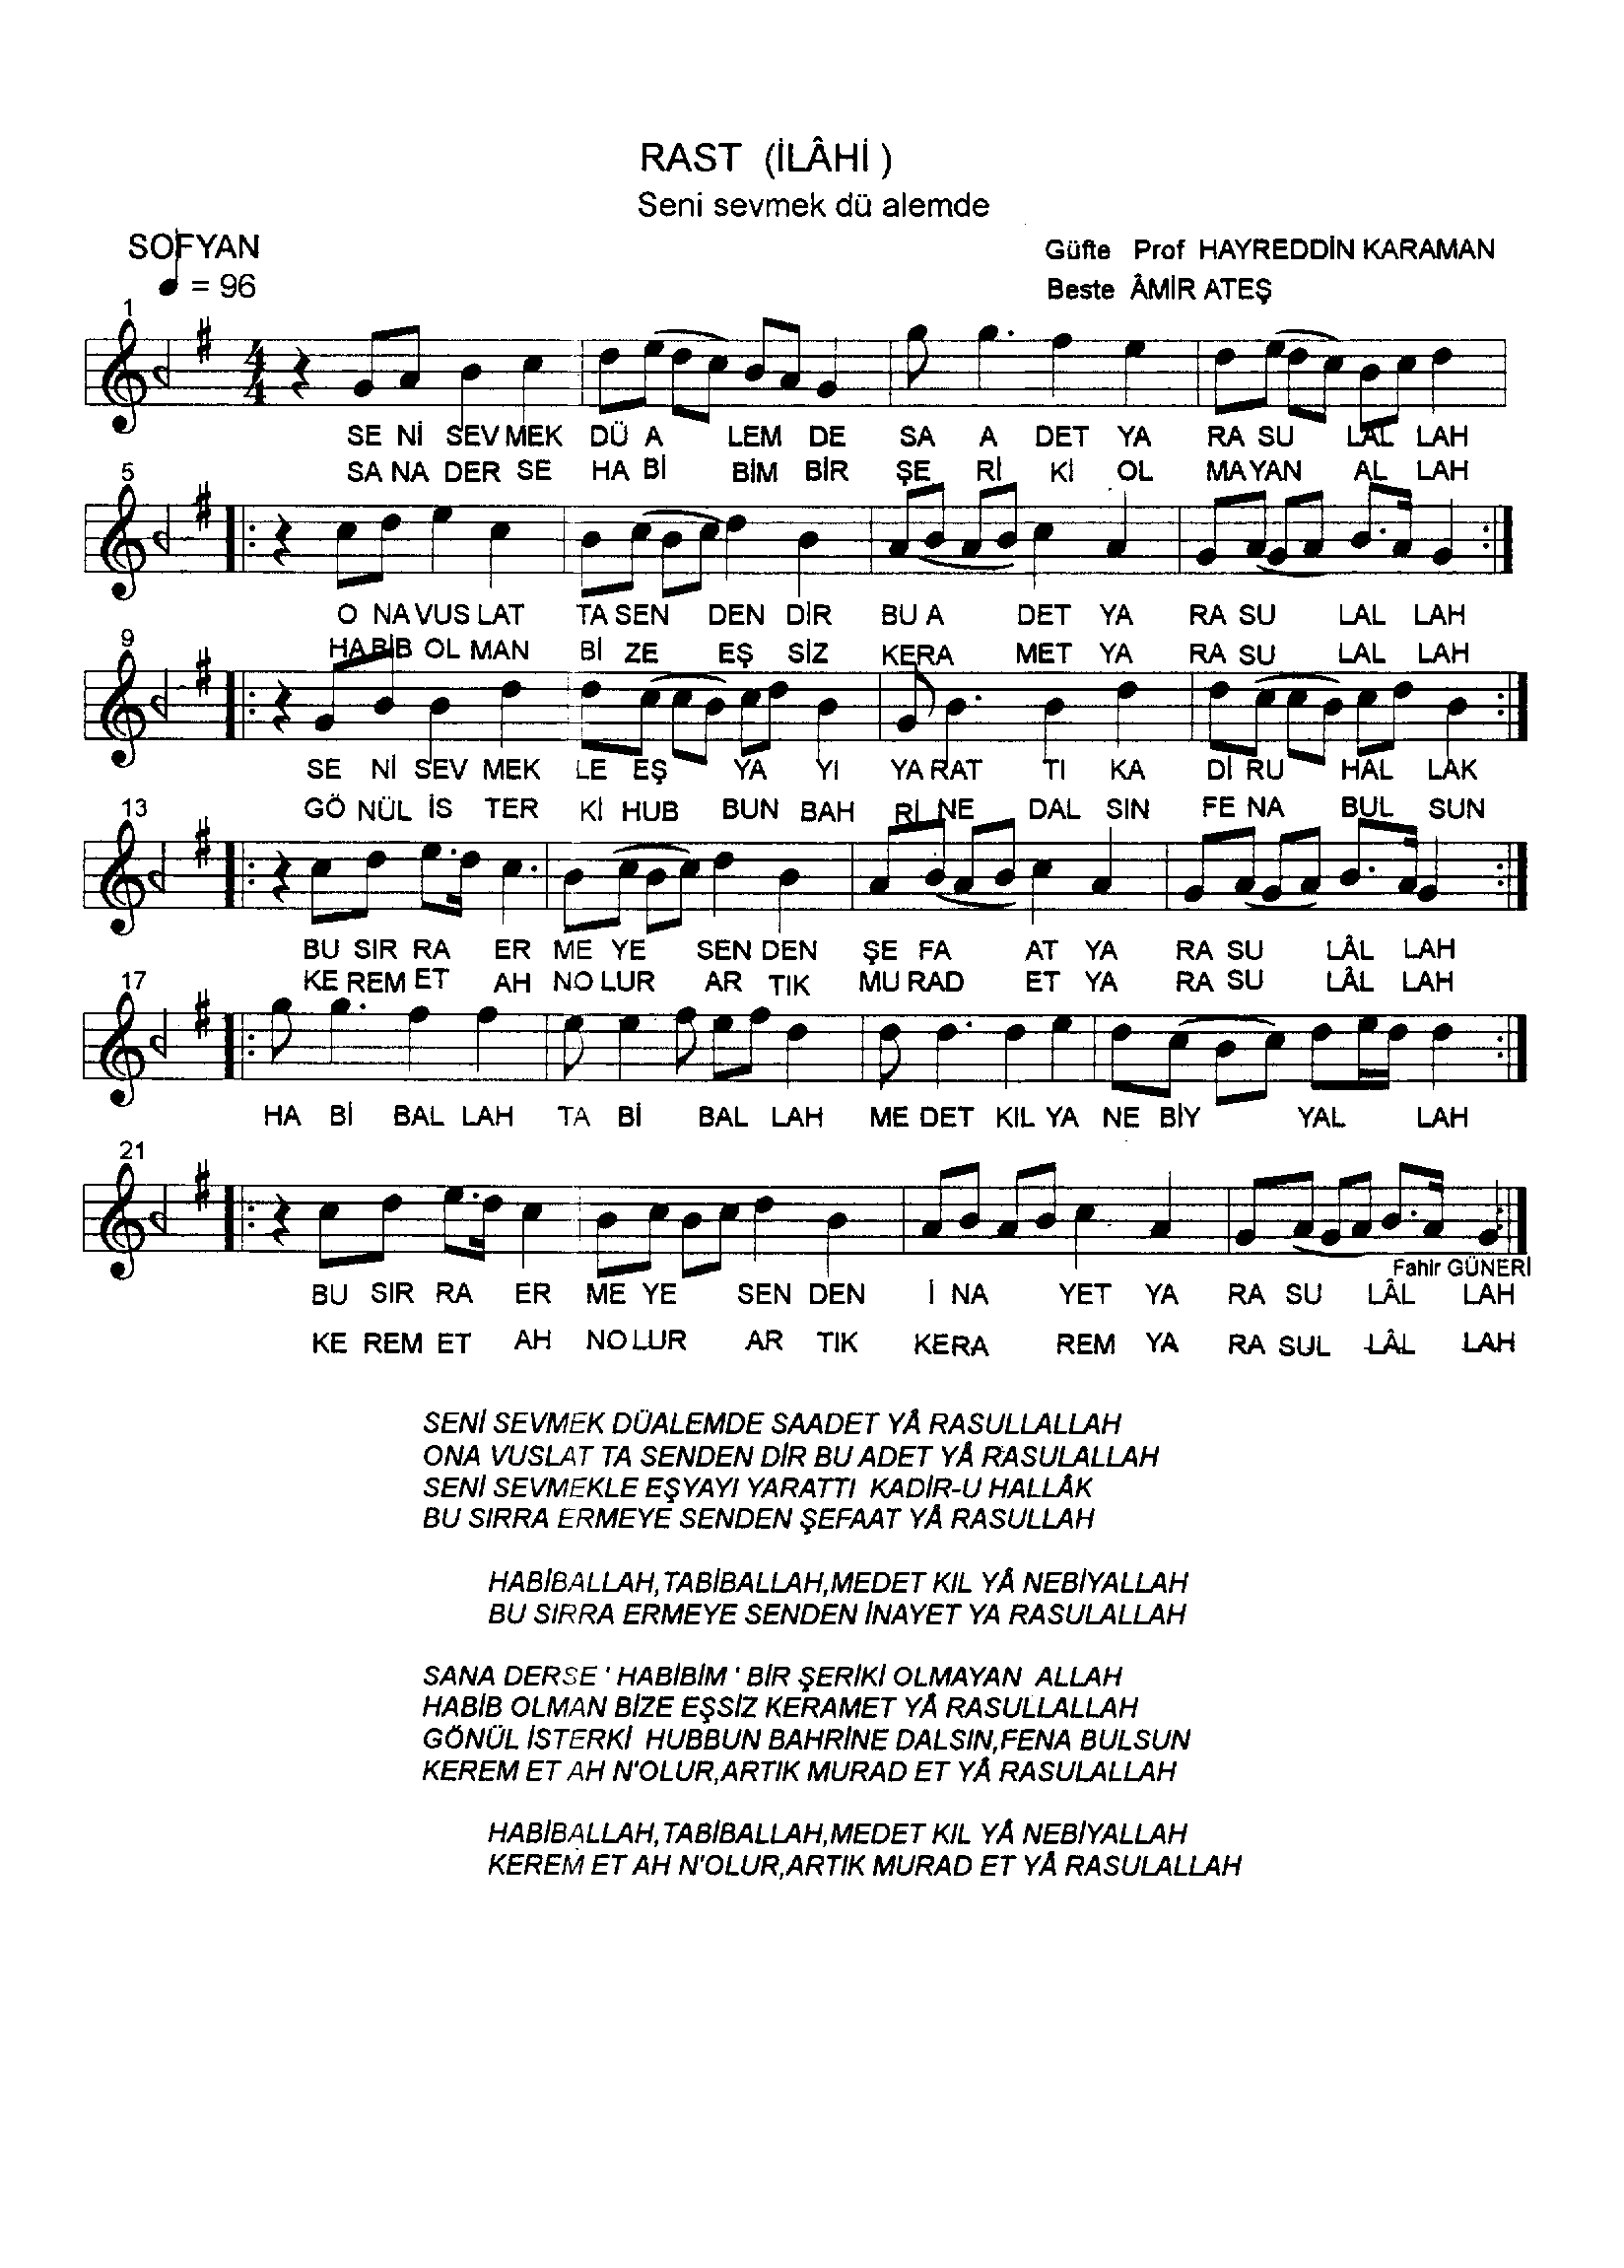 RAST (İLÂHİ )
Seni sevmek dü alemde
SOFYAN
= 96
Güfte Prof HAYREDDİN KARAMAN
Beste ÂMİR ATEŞ
1
4
4
SE Nİ SEV MEK DÜ A LEM DE SA A DET YA RA SU LAL LAH
SA NA DER SE HA Bİ BİM BİR ŞE Rİ Kİ OL MA YAN AL LAH
5
O NA VUS LAT TA SEN DEN DİR BU A DET YA RA SU LAL LAH
HA BİB OL MAN Bİ ZE EŞ SİZ KERA MET YA RA SU LAL LAH
9
SE Nİ SEV MEK LE EŞ YA YI YA RAT TI KA Dİ RU HAL LAK
GÖ NÜL İS TER Kİ HUB BUN BAH Rİ NE DAL SIN FE NA BUL SUN
13
BU SIR RA ER ME YE SEN DEN ŞE FA AT YA RA SU LÂL LAH
KE REM ET AH NO LUR AR TIK MU RAD ET YA RA SU LÂL LAH
17
HA Bİ BAL LAH TA Bİ BAL LAH ME DET KIL YA NE BİY YAL LAH
21
Fahir GÜNERİ
BU SIR RA ER ME YE SEN DEN İ NA YET YA RA SU LÂL LAH
KE REM ET AH NO LUR AR TIK KERA REM YA RA SUL LÂL LAH
SENİ SEVMEK DÜALEMDE SAADET YÂ RASULLALLAH
ONA VUSLAT TA SENDEN DİR BU ADET YÂ RASULALLAH
SENİ SEVMEKLE EŞYAYI YARATTI KADİR-U HALLÂK
BU SIRRA ERMEYE SENDEN ŞEFAAT YÂ RASULLAH
HABİBALLAH,TABİBALLAH,MEDET KIL YÂ NEBİYALLAH
BU SIRRA ERMEYE SENDEN İNAYET YA RASULALLAH
SANA DERSE ' HABİBİM ' BİR ŞERİKİ OLMAYAN ALLAH
HABİB OLMAN BİZE EŞSİZ KERAMET YÂ RASULLALLAH
GÖNÜL İSTERKİ HUBBUN BAHRİNE DALSIN,FENA BULSUN
KEREM ET AH N'OLUR,ARTIK MURAD ET YÂ RASULALLAH
HABİBALLAH,TABİBALLAH,MEDET KIL YÂ NEBİYALLAH
KEREM ET AH N'OLUR,ARTIK MURAD ET YÂ RASULALLAH